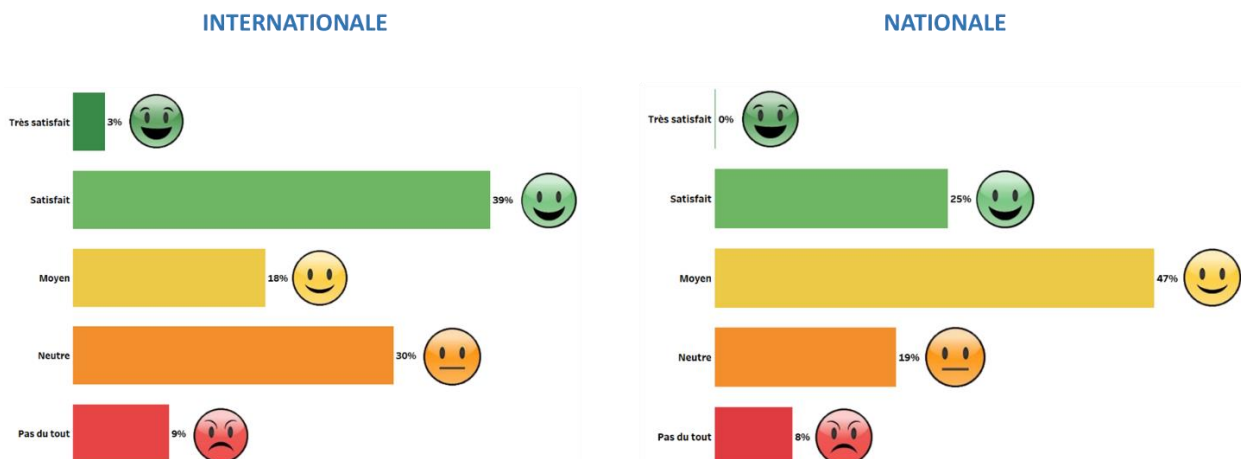 INTERNATIONALE
Très satisfait 3%
Satisfait 39%
Moyen 18%
Neutre 30%
Pas du tout 9%
NATIONALE
Très satisfait 0%
Satisfait 25%
Moyen 47%
Neutre 19%
Pas du tout 8%